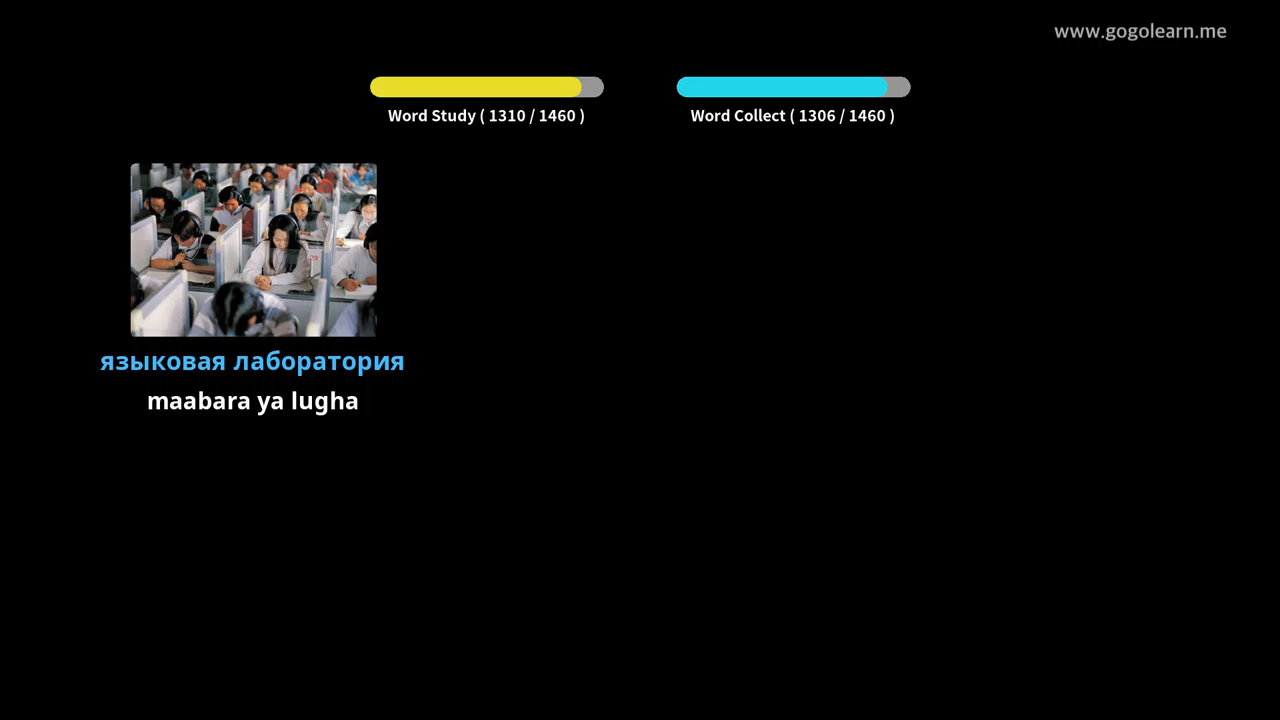 www.gogolearn.me
Word Study ( 1310 / 1460 )
Word Collect ( 1306 / 1460 )
языковая лаборатория
maabara ya lugha